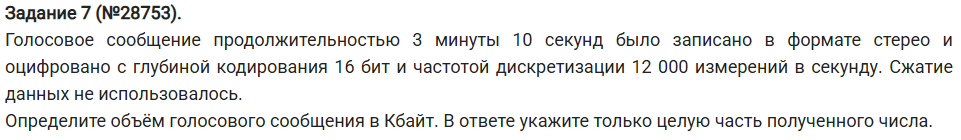 Задание 7 (№28753).
Голосовое сообщение продолжительностью 3 минуты 10 секунд было записано в формате стерео и
оцифровано с глубиной кодирования 16 бит и частотой дискретизации 12 000 измерений в секунду. Сжатие
данных не использовалось.
Определите объём голосового сообщения в Кбайт. В ответе укажите только целую часть полученного числа.